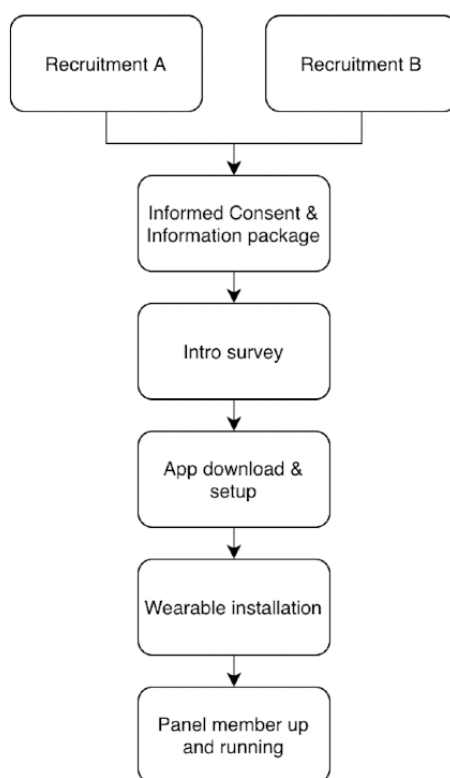 Recruitment A
Recruitment B
Informed Consent &
Information package
Intro survey
App download &
setup
Wearable installation
Panel member up
and running